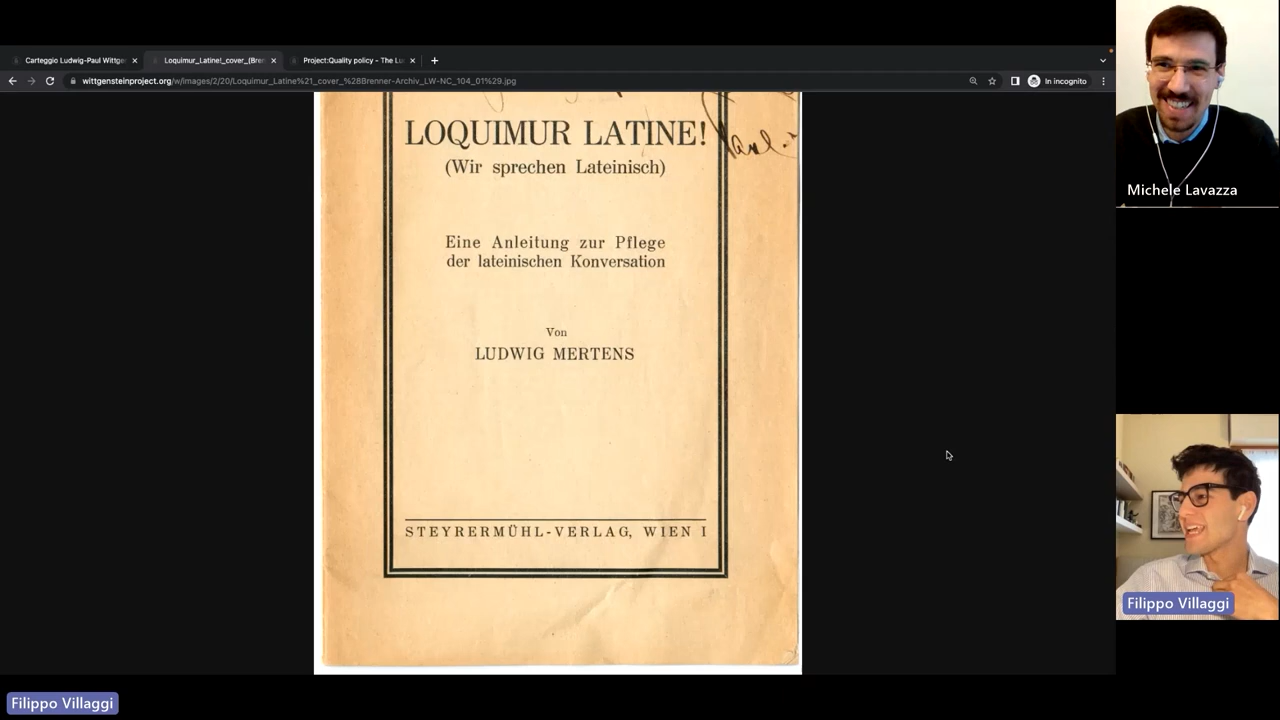 Carteggio Ludwig-Paul Wittge
Loquimur_Latine!_cover_(Bren
Project:Quality policy - The Lu
wittgensteinproject.org/w/images/2/20/Loquimur_Latine%21_cover_%28Brenner-Archiv_LW-NC_104_01%29.jpg
In incognito
LOQUIMUR LATINE!
(Wir sprechen Lateinisch)
Paul.
Eine Anleitung zur Pflege
der lateinischen Konversation
Von
LUDWIG MERTENS
STEYRERMÜHL-VERLAG, WIEN I
Michele Lavazza
Filippo Villaggi
Filippo Villaggi